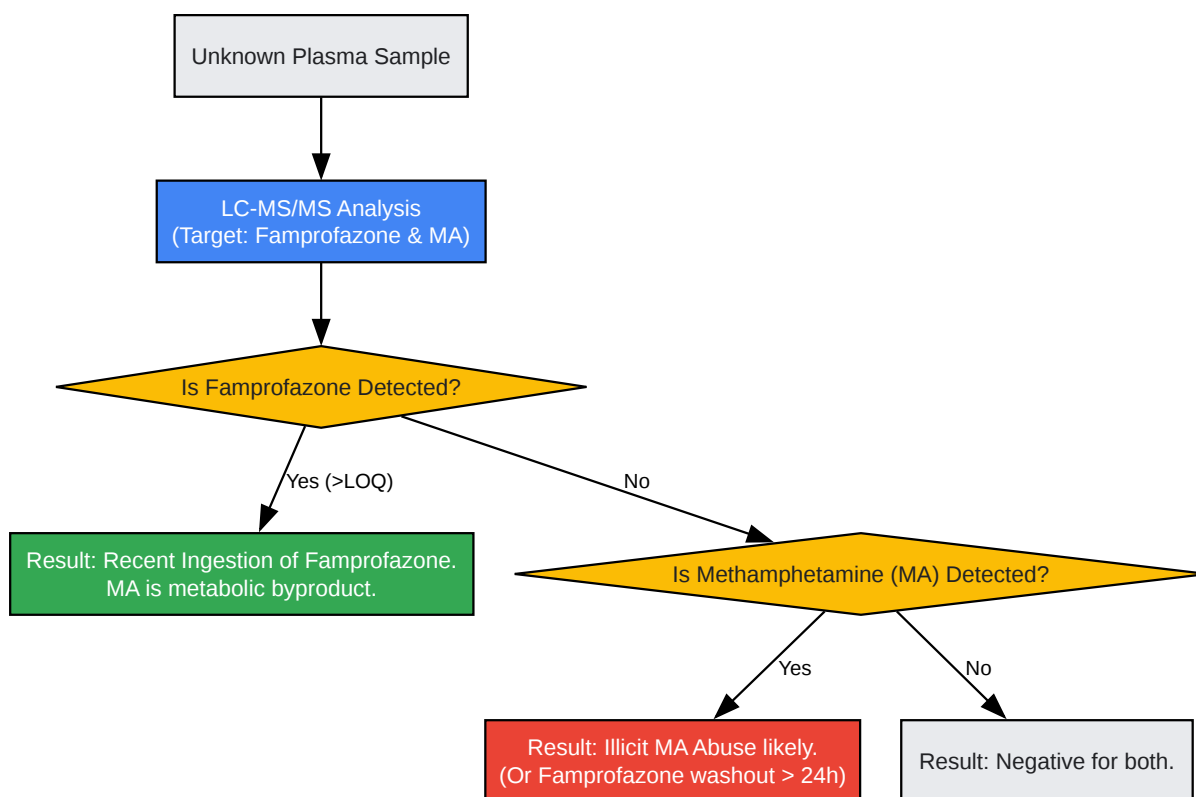 Unknown Plasma Sample
LC-MS/MS Analysis
(Target: Famprofazone & MA)
Is Famprofazone Detected?
Yes (>LOQ)
No
Result: Recent Ingestion of Famprofazone.
MA is metabolic byproduct.
Is Methamphetamine (MA) Detected?
Yes
No
Result: Illicit MA Abuse likely.
(Or Famprofazone washout > 24h)
Result: Negative for both.